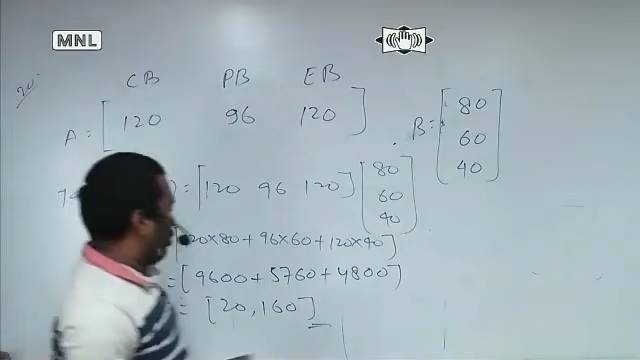 MNL
20.
CB PB EB
A = [ 120 96 120 ] B = [ 80
60
40 ]
= [120 96 120] [ 80
60
40 ]
20×80 + 96×60 + 120×40]
= [9600 + 5760 + 4800]
= [20,160]